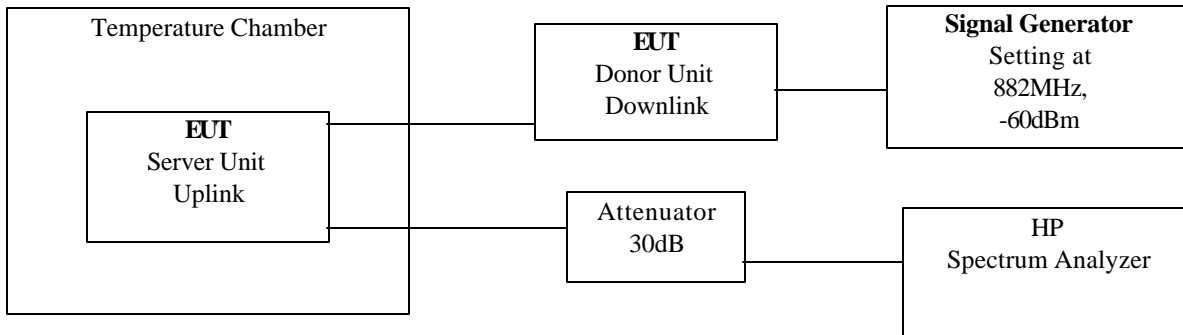 Temperature Chamber
EUT
Server Unit
Uplink
EUT
Donor Unit
Downlink
Signal Generator
Setting at
882MHz,
-60dBm
Attenuator
30dB
HP
Spectrum Analyzer